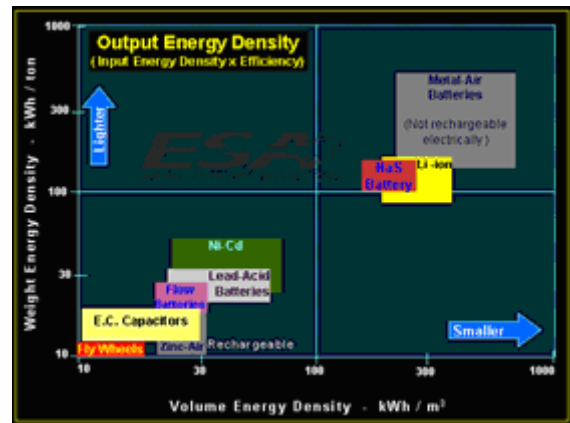 Output Energy Density
( Input Energy Density x Efficiency)
1000
300
100
30
10
Weight Energy Density - kWh / ton
Lighter
ESA
Metal-Air
Batteries
(Not rechargeable
electrically )
NaS
Battery
Li -Ion
Ni-Cd
Lead-Acid
Batteries
Flow
Batteries
E.C. Capacitors
Fly Wheels
Zinc-Air Rechargeable
Smaller
10
30
100
300
1000
Volume Energy Density - kWh / m³